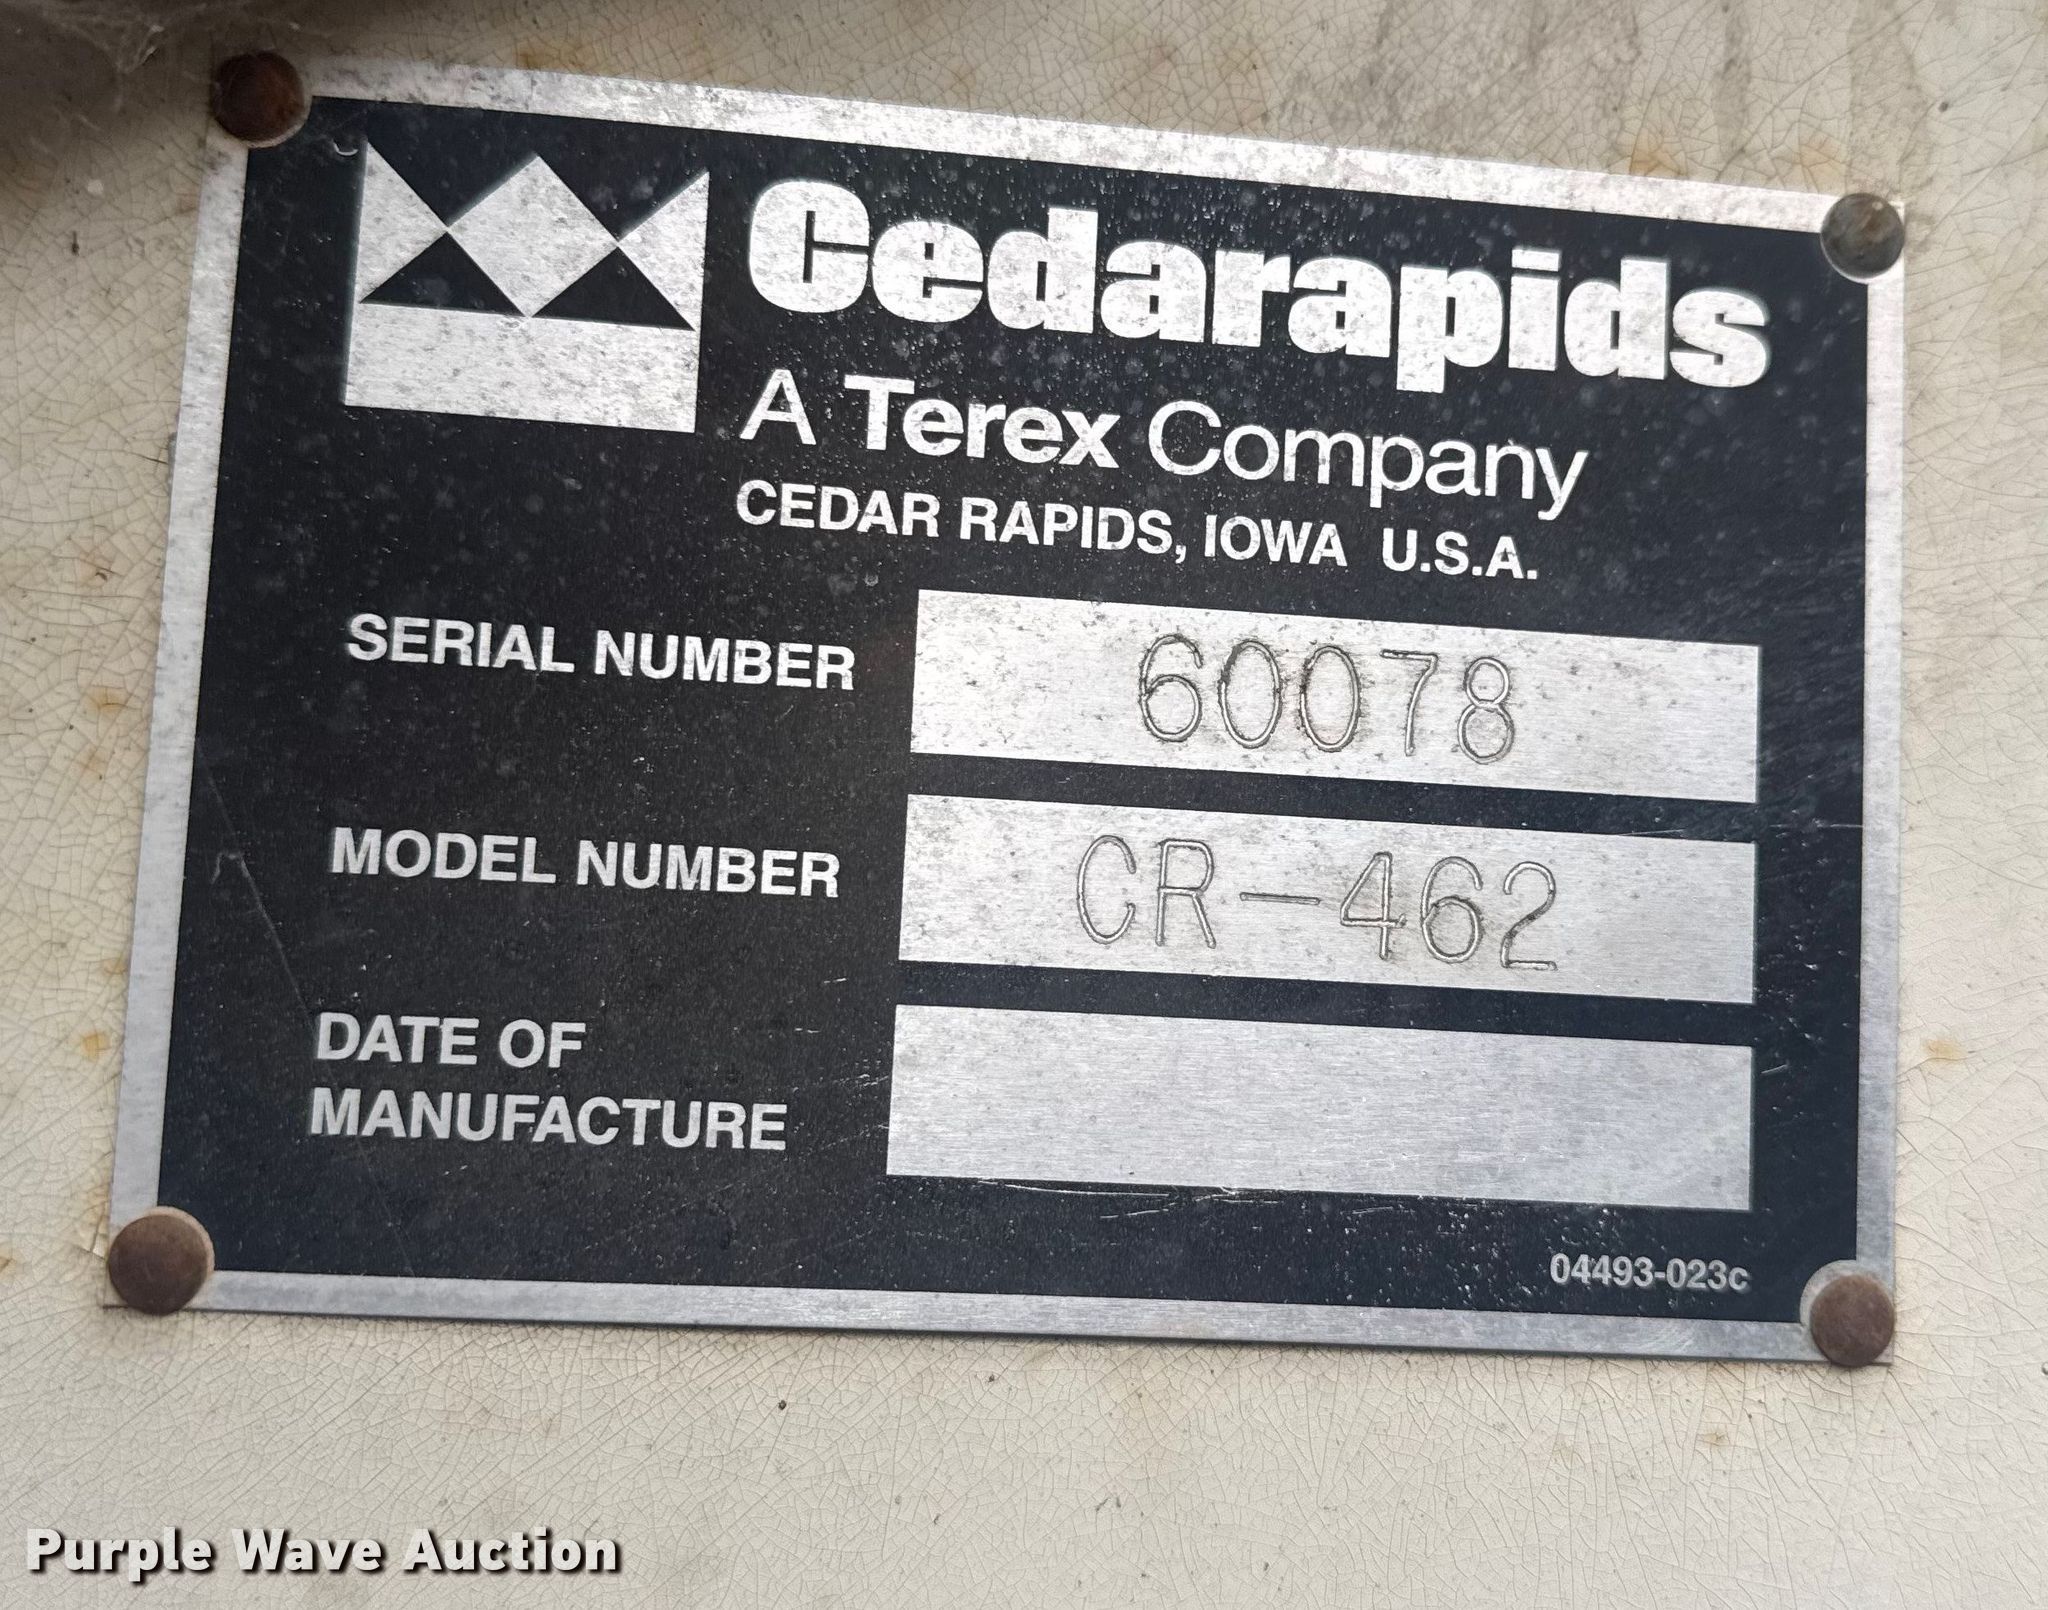 Cedarapids
A Terex Company
CEDAR RAPIDS, IOWA U.S.A.
SERIAL NUMBER 60078
MODEL NUMBER CR-462
DATE OF
MANUFACTURE
04493-023c
Purple Wave Auction